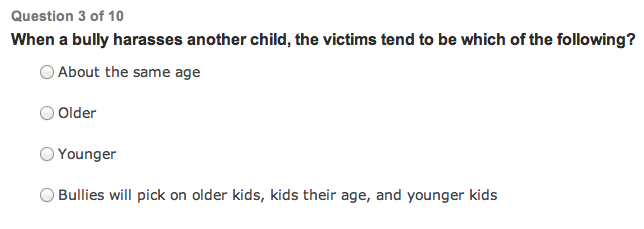 Question 3 of 10
When a bully harasses another child, the victims tend to be which of the following?
About the same age
Older
Younger
Bullies will pick on older kids, kids their age, and younger kids